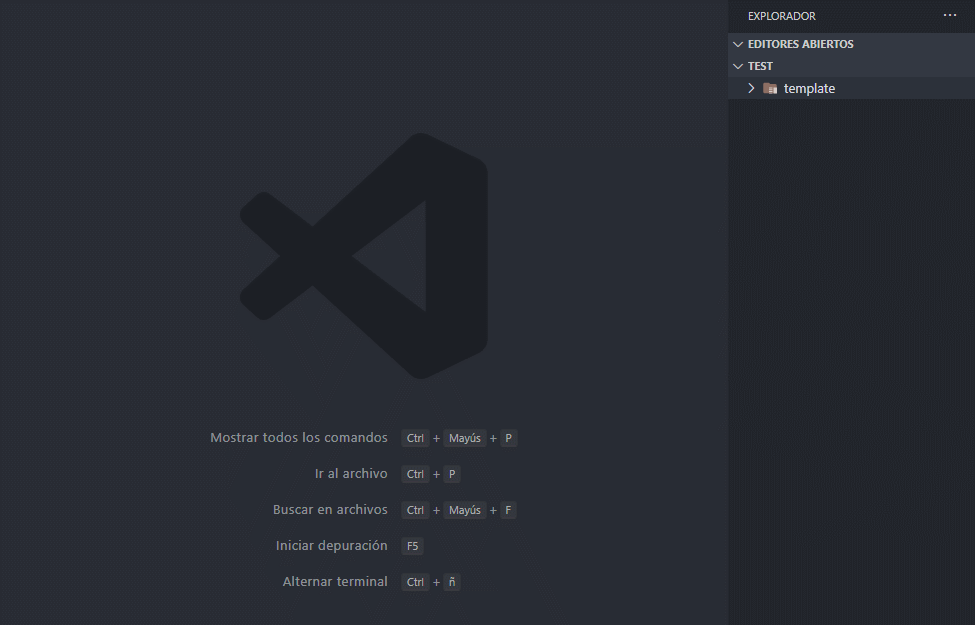 EXPLORADOR ...
EDITORES ABIERTOS
TEST
template
Mostrar todos los comandos Ctrl + Mayús + P
Ir al archivo Ctrl + P
Buscar en archivos Ctrl + Mayús + F
Iniciar depuración F5
Alternar terminal Ctrl + ñ